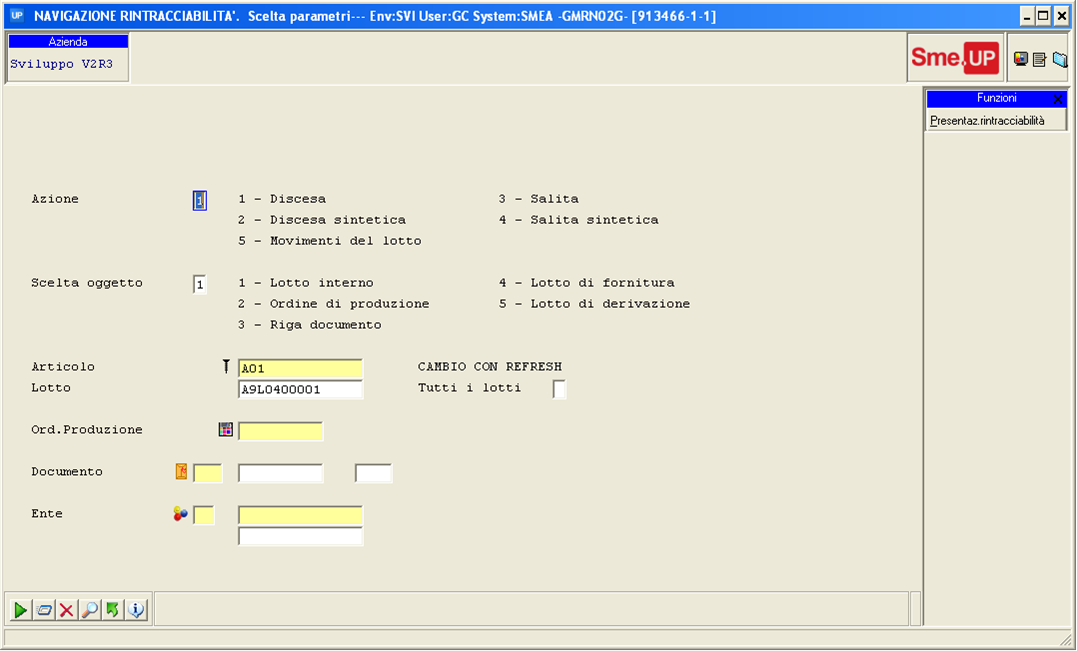 UP NAVIGAZIONE RINTRACCIABILITA'. Scelta parametri--- Env:SVI User:GC System:SMEA -GMRN02G- [913466-1-1]
Azienda
Sviluppo V2R3
Sme.UP
Funzioni
Presentaz.rintracciabilità
Azione 1 1 - Discesa 3 - Salita
2 - Discesa sintetica 4 - Salita sintetica
5 - Movimenti del lotto
Scelta oggetto 1 1 - Lotto interno 4 - Lotto di fornitura
2 - Ordine di produzione 5 - Lotto di derivazione
3 - Riga documento
Articolo A01 CAMBIO CON REFRESH
Lotto A9L0400001 Tutti i lotti
Ord.Produzione
Documento
Ente